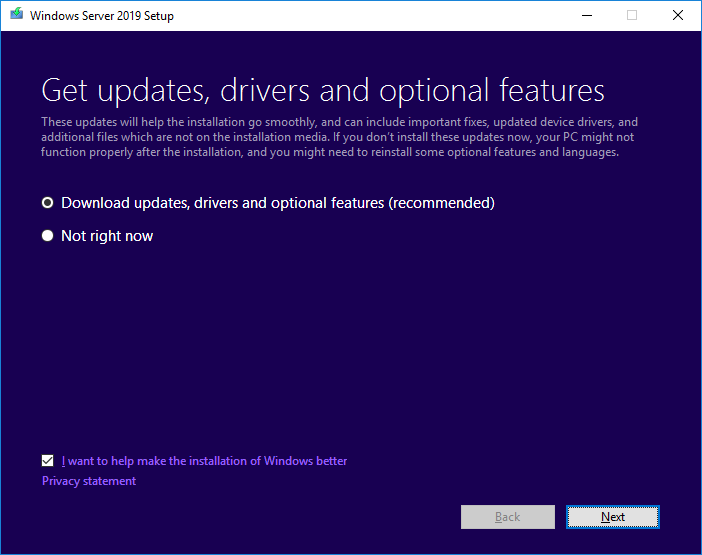 Windows Server 2019 Setup
Get updates, drivers and optional features
These updates will help the installation go smoothly, and can include important fixes, updated device drivers, and
additional files which are not on the installation media. If you don't install these updates now, your PC might not
function properly after the installation, and you might need to reinstall some optional features and languages.
Download updates, drivers and optional features (recommended)
Not right now
I want to help make the installation of Windows better
Privacy statement
Back
Next